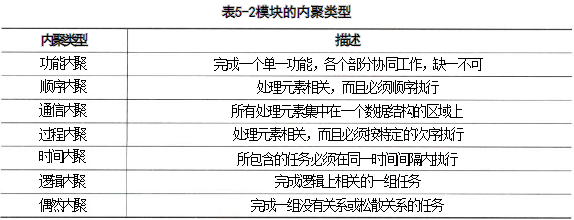 表5-2模块的内聚类型
内聚类型 描述
功能内聚 完成一个单一功能，各个部分协同工作，缺一不可
顺序内聚 处理元素相关，而且必须顺序执行
通信内聚 所有处理元素集中在一个数据结构的区域上
过程内聚 处理元素相关，而且必须按特定的次序执行
时间内聚 所包含的任务必须在同一时间间隔内执行
逻辑内聚 完成逻辑上相关的一组任务
偶然内聚 完成一组没有关系或松散关系的任务